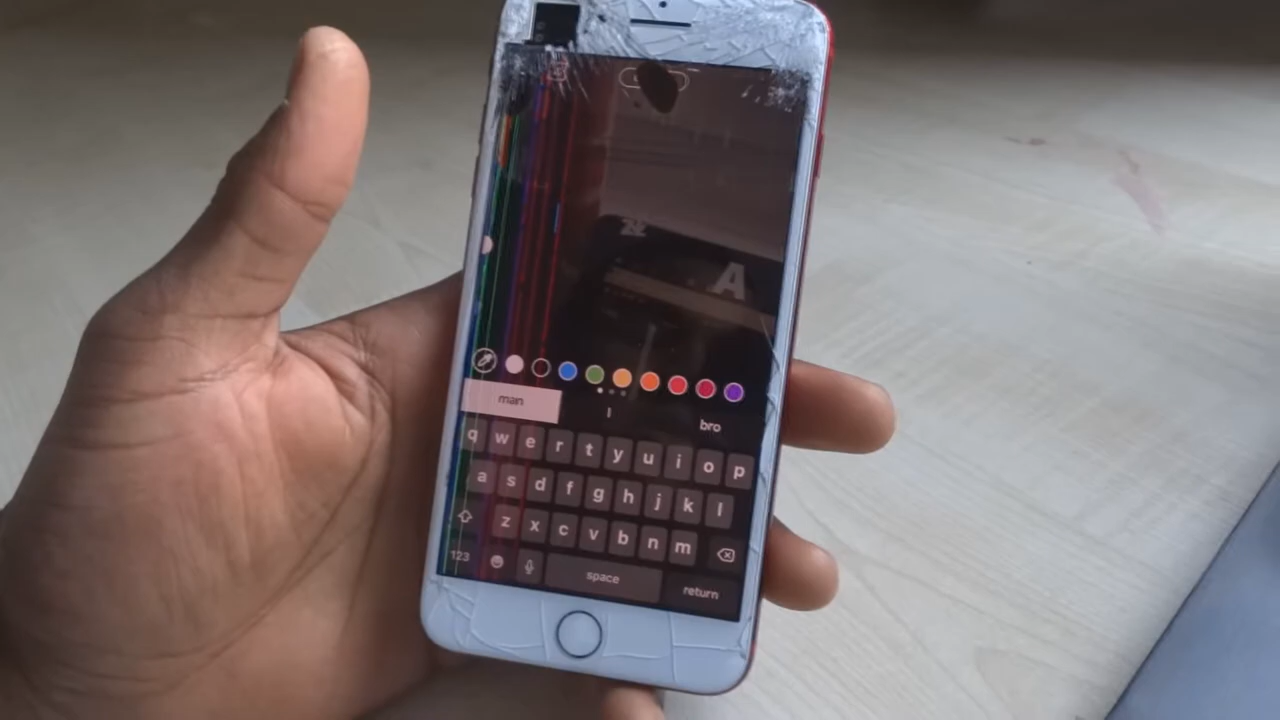 A
man I bro
q w e r t y u i o p
a s d f g h j k l
z x c v b n m
123 space return